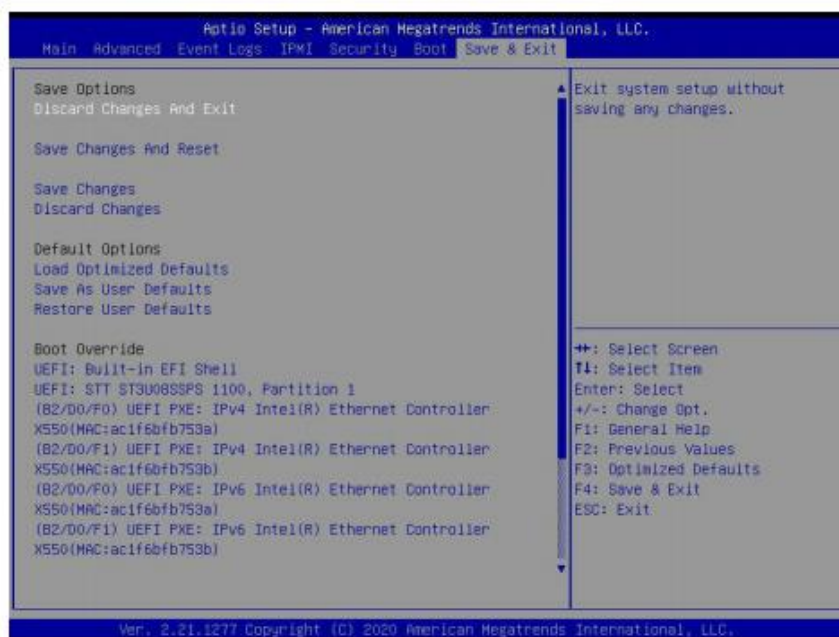 Aptio Setup - American Megatrends International, LLC.
Main Advanced Event Logs IPMI Security Boot Save & Exit
Save Options
Discard Changes And Exit
Save Changes And Reset
Save Changes
Discard Changes
Default Options
Load Optimized Defaults
Save As User Defaults
Restore User Defaults
Boot Override
UEFI: Built-in EFI Shell
UEFI: STT ST3U08SSPS 1100, Partition 1
(B2/D0/F0) UEFI PXE: IPv4 Intel(R) Ethernet Controller
X550(MAC:ac1f6bfb753a)
(B2/D0/F1) UEFI PXE: IPv4 Intel(R) Ethernet Controller
X550(MAC:ac1f6bfb753b)
(B2/D0/F0) UEFI PXE: IPv6 Intel(R) Ethernet Controller
X550(MAC:ac1f6bfb753a)
(B2/D0/F1) UEFI PXE: IPv6 Intel(R) Ethernet Controller
X550(MAC:ac1f6bfb753b)
Exit system setup without
saving any changes.
→←: Select Screen
↑↓: Select Item
Enter: Select
+/-: Change Opt.
F1: General Help
F2: Previous Values
F3: Optimized Defaults
F4: Save & Exit
ESC: Exit
Ver. 2.21.1277 Copyright (C) 2020 American Megatrends International, LLC.